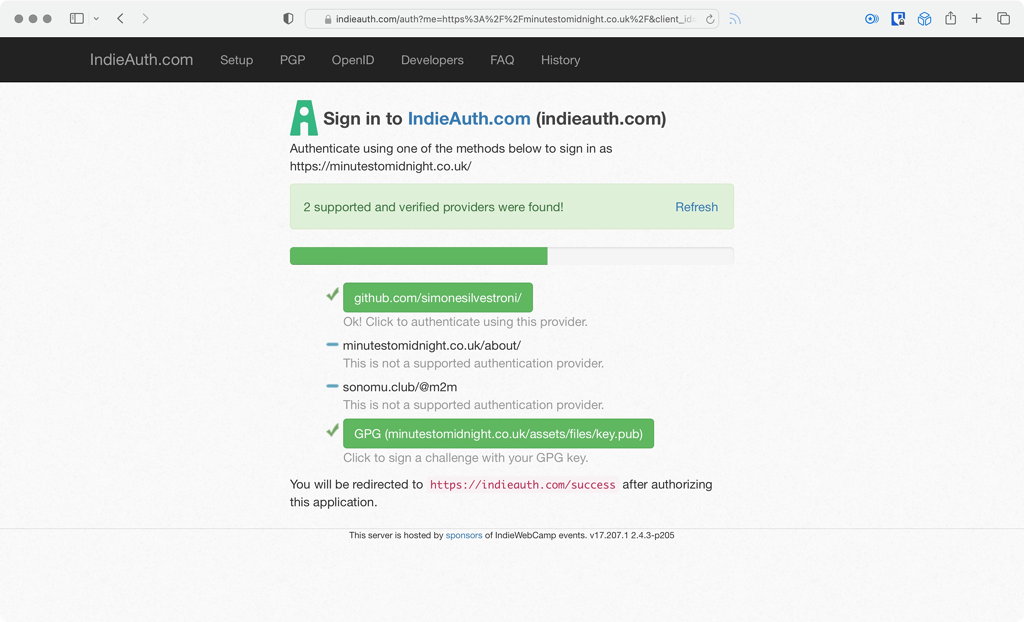 indieauth.com/auth?me=https%3A%2F%2Fminutestomidnight.co.uk%2F&client_id
IndieAuth.com Setup PGP OpenID Developers FAQ History
Sign in to IndieAuth.com (indieauth.com)
Authenticate using one of the methods below to sign in as
https://minutestomidnight.co.uk/
2 supported and verified providers were found! Refresh
github.com/simonesilvestroni/
Ok! Click to authenticate using this provider.
minutestomidnight.co.uk/about/
This is not a supported authentication provider.
sonomu.club/@m2m
This is not a supported authentication provider.
GPG (minutestomidnight.co.uk/assets/files/key.pub)
Click to sign a challenge with your GPG key.
You will be redirected to https://indieauth.com/success after authorizing
this application.
This server is hosted by sponsors of IndieWebCamp events. v17.207.1 2.4.3-p205